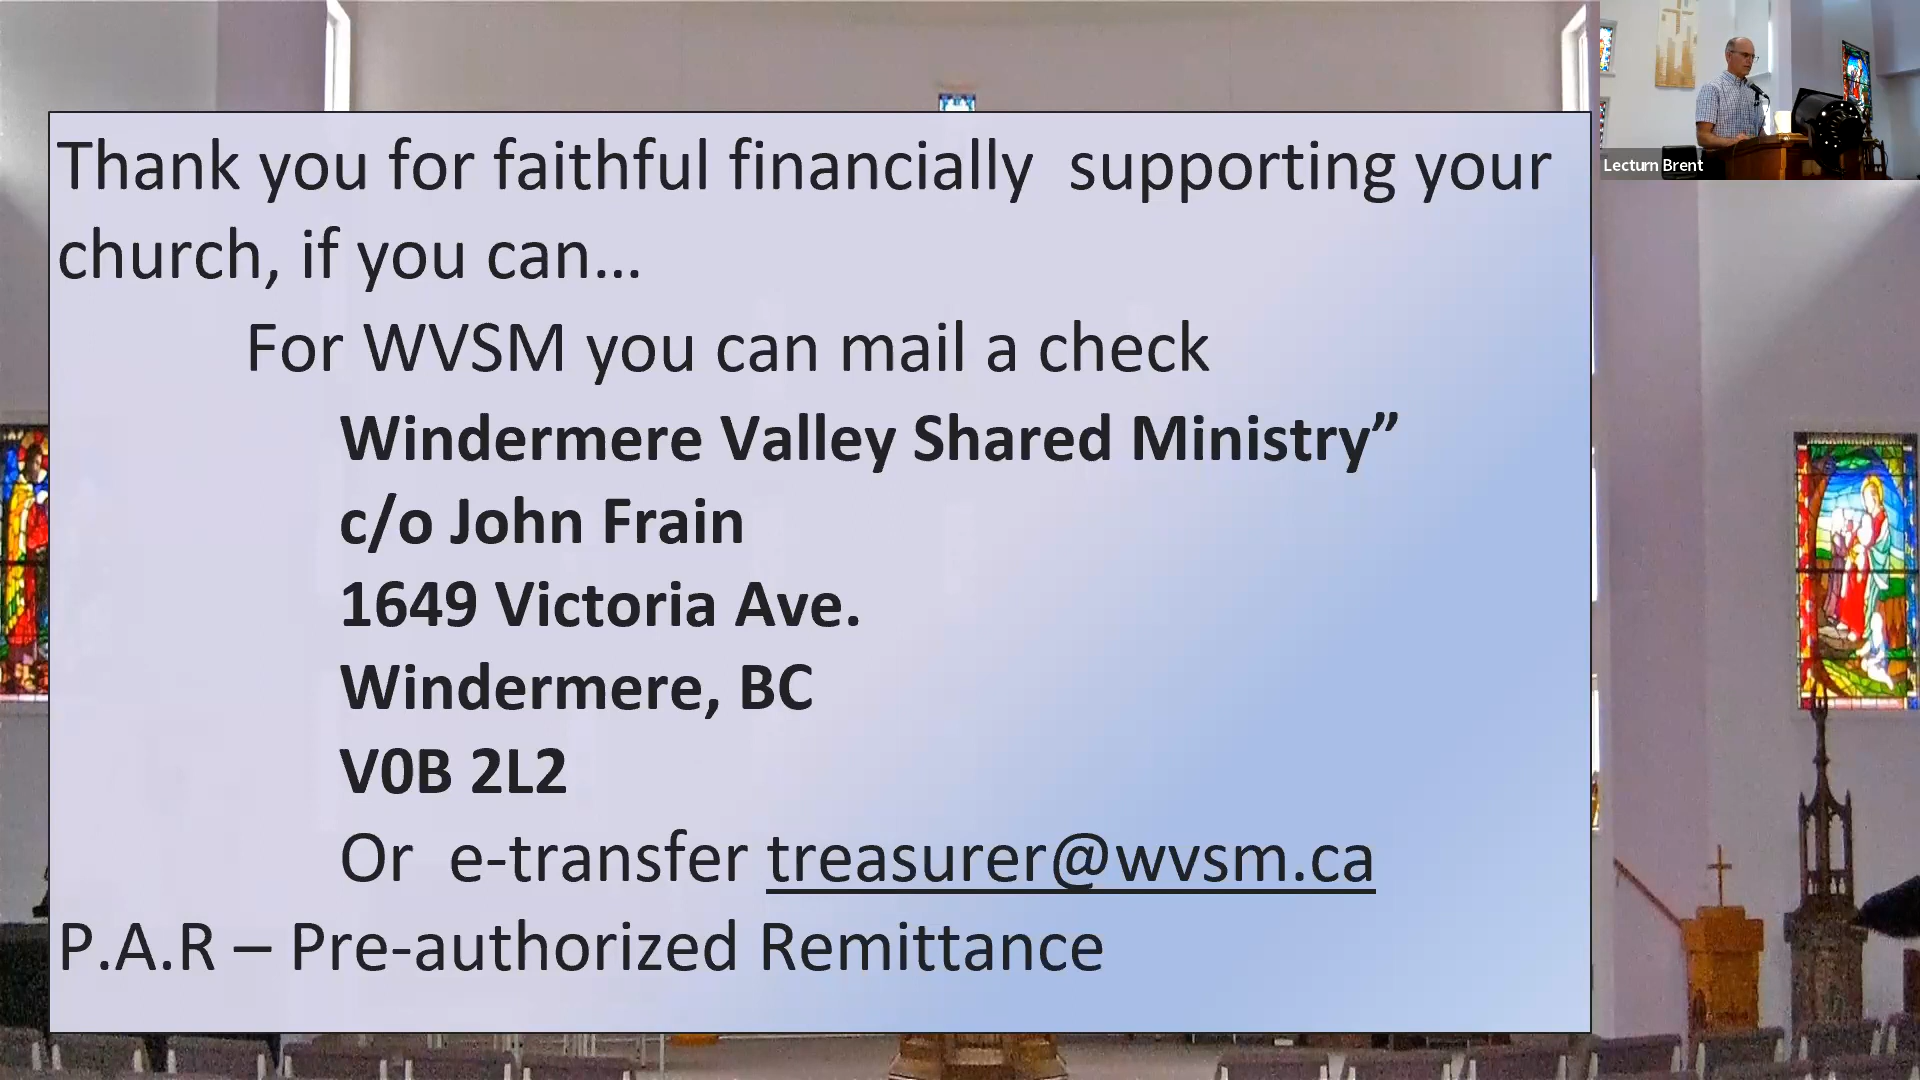 Thank you for faithful financially  supporting your
church, if you can…
For WVSM you can mail a check
Windermere Valley Shared Ministry”
c/o John Frain
1649 Victoria Ave.
Windermere, BC
V0B 2L2
Or  e-transfer treasurer@wvsm.ca
P.A.R – Pre-authorized Remittance
Lecturn Brent